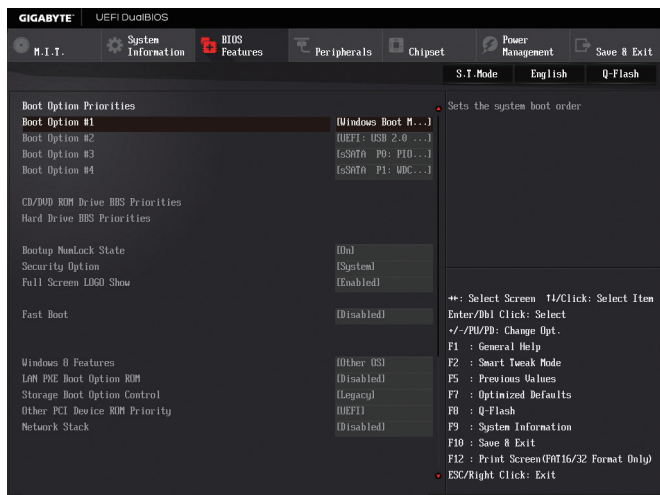 GIGABYTE™ UEFI DualBIOS
M.I.T.
System Information
BIOS Features
Peripherals
Chipset
Power Management
Save & Exit
S.T.Mode English Q-Flash
Boot Option Priorities
Boot Option #1 [Windows Boot M...]
Boot Option #2 [UEFI: USB 2.0 ...]
Boot Option #3 [sSATA P0: PIO...]
Boot Option #4 [sSATA P1: WDC...]
CD/DVD ROM Drive BBS Priorities
Hard Drive BBS Priorities
Bootup NumLock State [On]
Security Option [System]
Full Screen LOGO Show [Enabled]
Fast Boot [Disabled]
Windows 8 Features [Other OS]
LAN PXE Boot Option ROM [Disabled]
Storage Boot Option Control [Legacy]
Other PCI Device ROM Priority [UEFI]
Network Stack [Disabled]
Sets the system boot order
→←: Select Screen ↑↓/Click: Select Item
Enter/Dbl Click: Select
+/-/PU/PD: Change Opt.
F1 : General Help
F2 : Smart Tweak Mode
F5 : Previous Values
F7 : Optimized Defaults
F8 : Q-Flash
F9 : System Information
F10 : Save & Exit
F12 : Print Screen(FAT16/32 Format Only)
ESC/Right Click: Exit